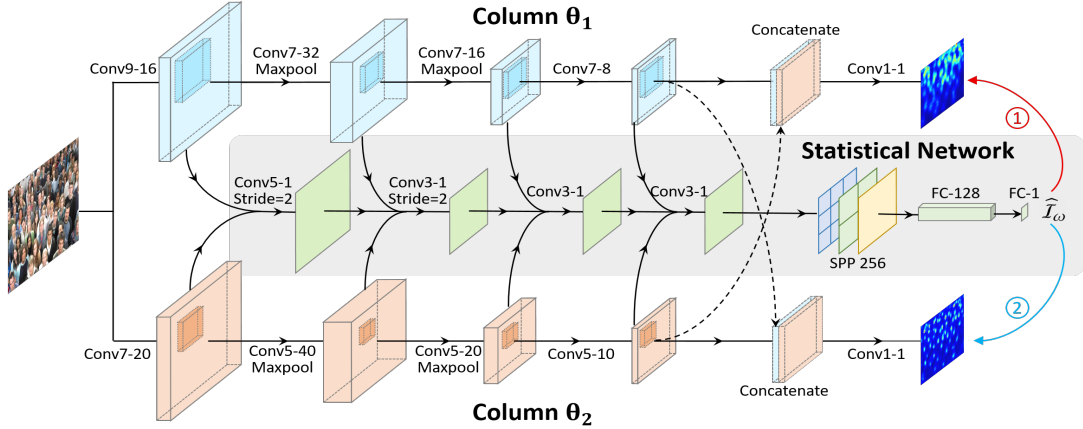 Column θ₁
Concatenate
Conv9-16
Conv7-32
Maxpool
Conv7-16
Maxpool
Conv7-8
Conv1-1
①
Statistical Network
Conv5-1
Stride=2
Conv3-1
Stride=2
Conv3-1
Conv3-1
SPP 256
FC-128
FC-1
$\hat{I}_\omega$
②
Conv7-20
Conv5-40
Maxpool
Conv5-20
Maxpool
Conv5-10
Concatenate
Conv1-1
Column θ₂